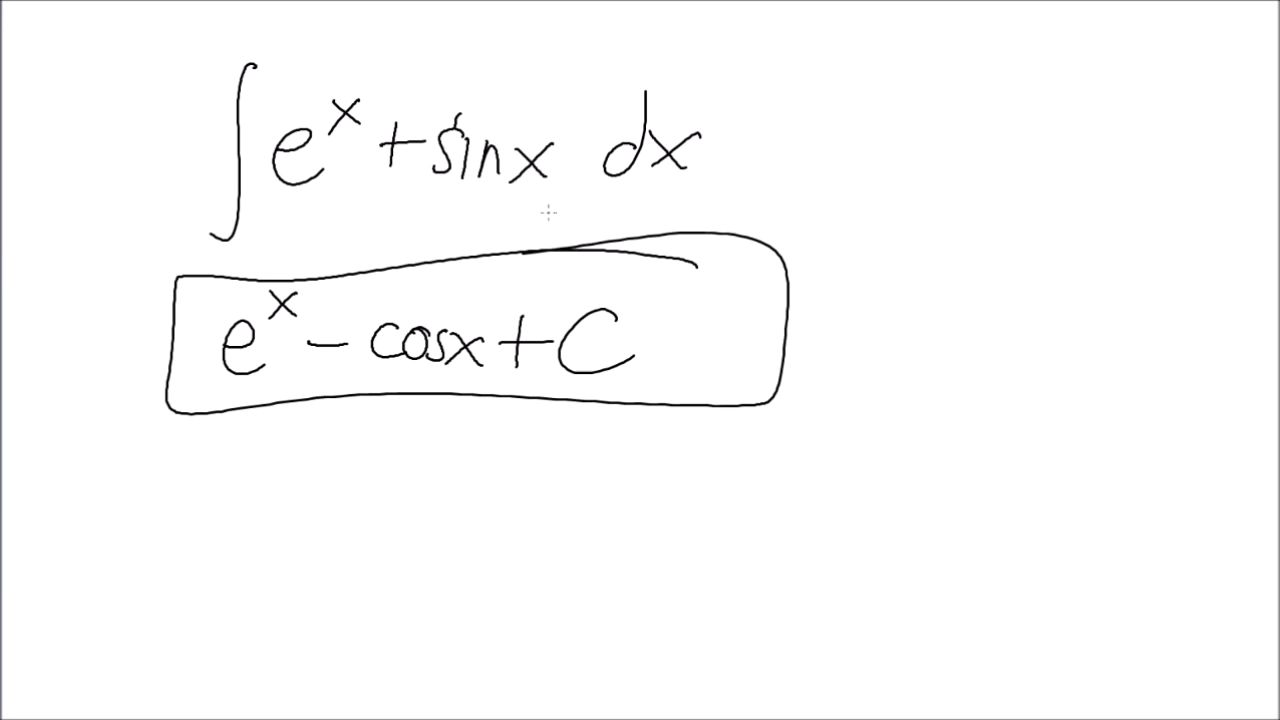 ∫ e^x + sinx dx
e^x - cosx + C